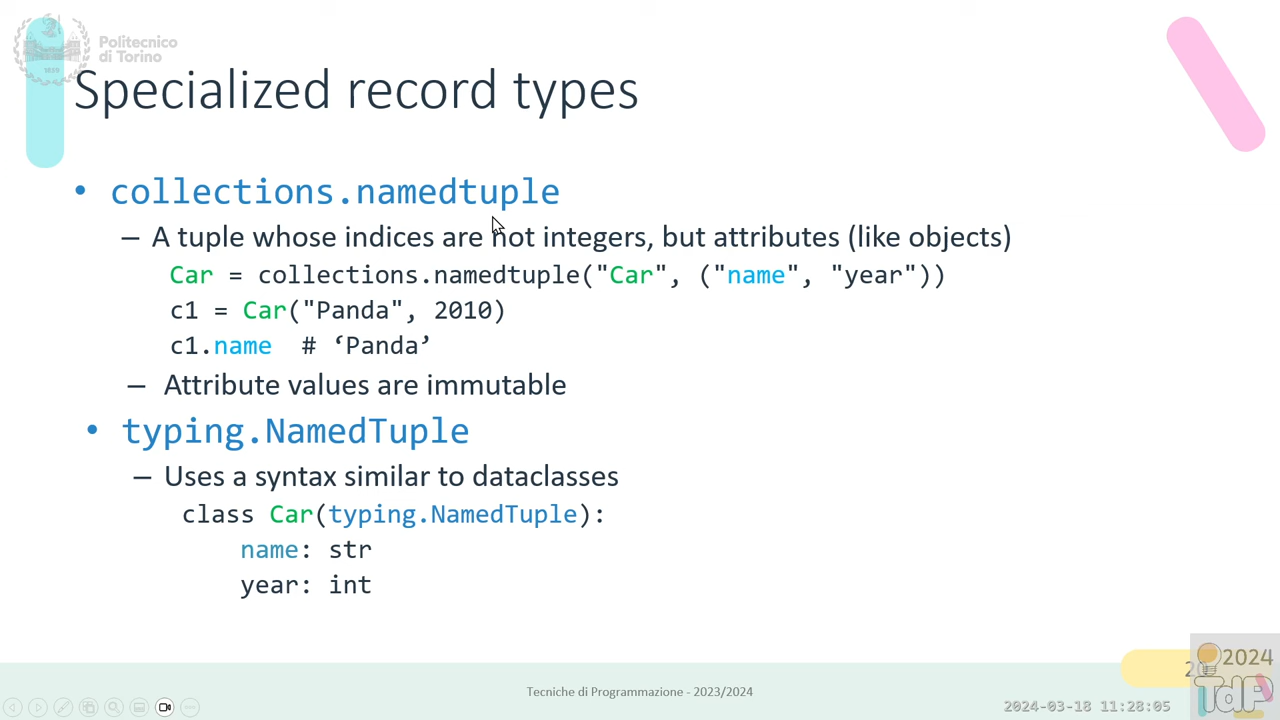 Politecnico
di Torino
1859
Specialized record types
• collections.namedtuple
– A tuple whose indices are not integers, but attributes (like objects)
Car = collections.namedtuple("Car", ("name", "year"))
c1 = Car("Panda", 2010)
c1.name # ‘Panda’
– Attribute values are immutable
• typing.NamedTuple
– Uses a syntax similar to dataclasses
class Car(typing.NamedTuple):
name: str
year: int
Tecniche di Programmazione - 2023/2024
2024
TdP
2024-03-18 11:28:05